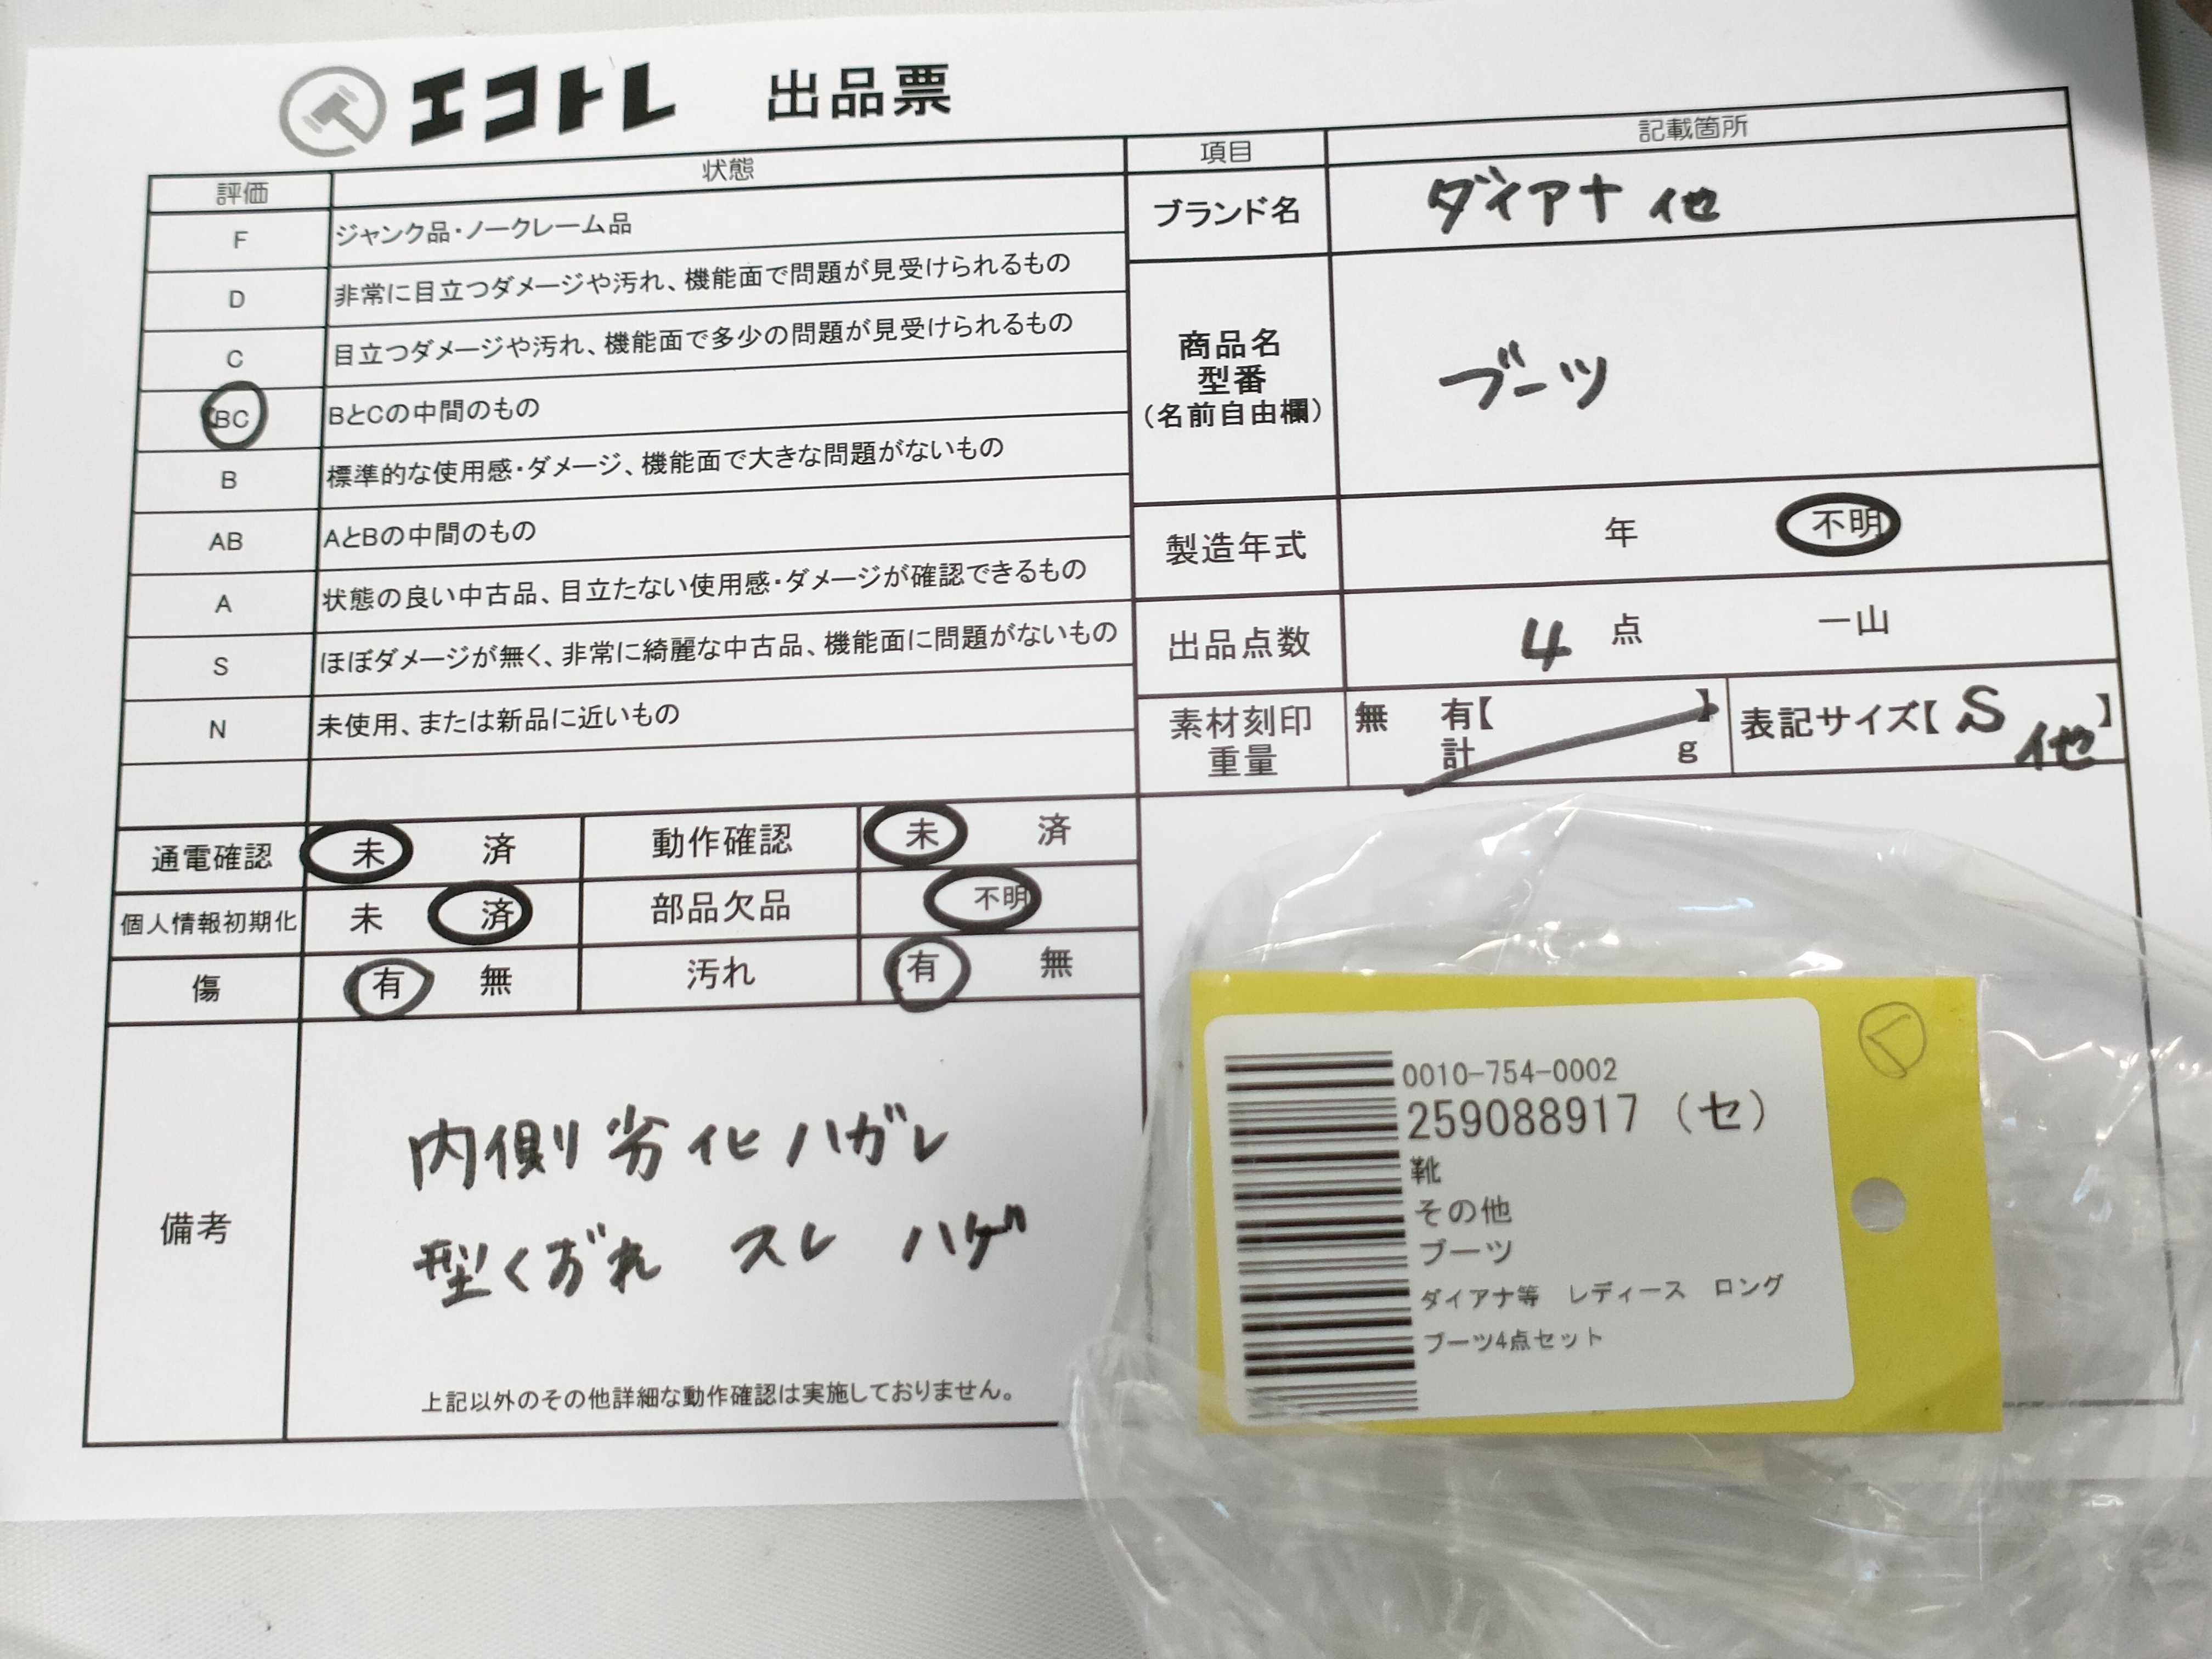 エコトレ 出品票
評価 状態
F ジャンク品・ノークレーム品
D 非常に目立つダメージや汚れ、機能面で問題が見受けられるもの
C 目立つダメージや汚れ、機能面で多少の問題が見受けられるもの
BC BとCの中間のもの
B 標準的な使用感・ダメージ、機能面で大きな問題がないもの
AB AとBの中間のもの
A 状態の良い中古品、目立たない使用感・ダメージが確認できるもの
S ほぼダメージが無く、非常に綺麗な中古品、機能面に問題がないもの
N 未使用、または新品に近いもの
項目 記載箇所
ブランド名 ダイアナ 他
商品名
型番
(名前自由欄)
ブーツ
製造年式 年 不明
出品点数 4 点 一山
素材刻印 無 有【 】
重量 計 g
表記サイズ【 S 他 】
通電確認 未 済 動作確認 未 済
個人情報初期化 未 済 部品欠品 不明
傷 有 無 汚れ 有 無
備考
内側劣化ハガレ
型くずれ スレ ハゲ
上記以外のその他詳細な動作確認は実施しておりません。
く
0010-754-0002
259088917 (セ)
靴
その他
ブーツ
ダイアナ等 レディース ロング
ブーツ4点セット